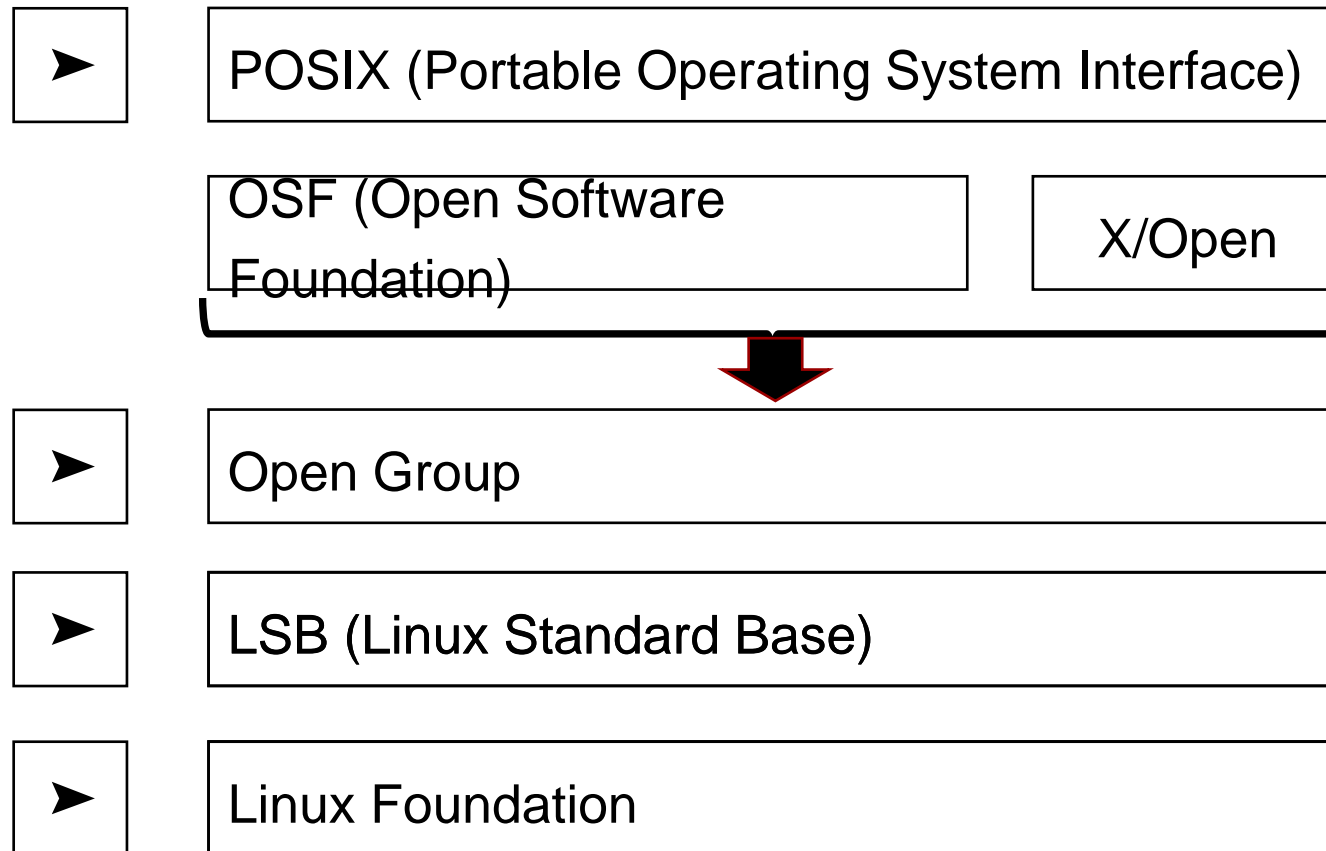 POSIX (Portable Operating System Interface)
OSF (Open Software
Foundation)
X/Open
Open Group
LSB (Linux Standard Base)
Linux Foundation